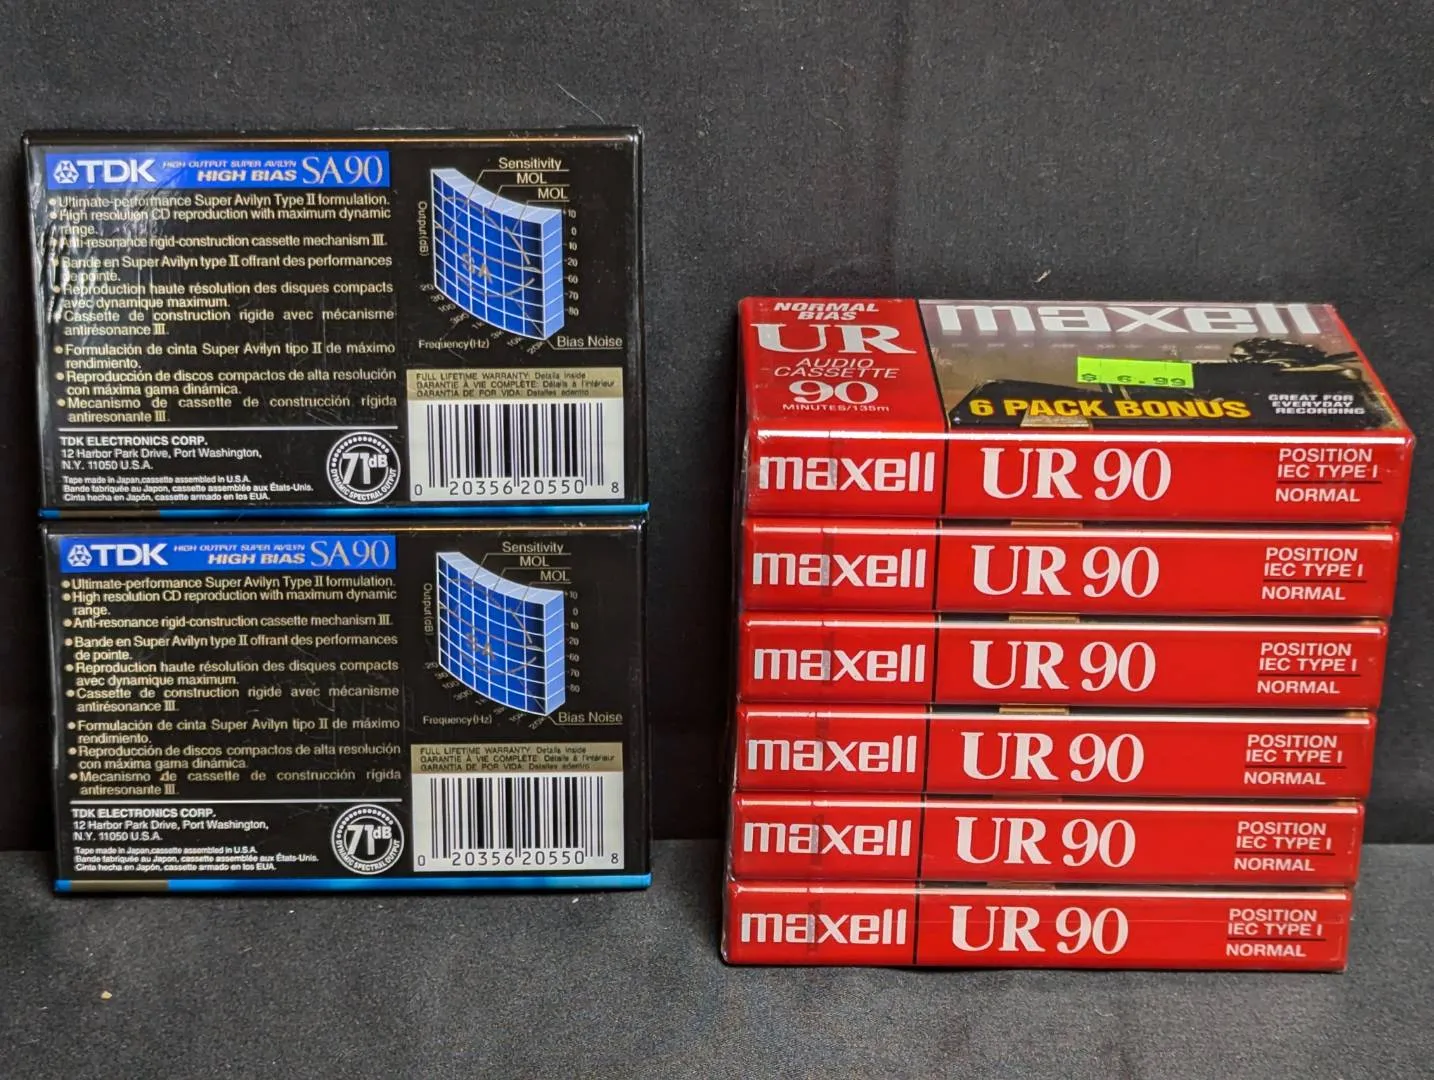 TDK HIGH OUTPUT SUPER AVILYN
HIGH BIAS SA90
•Ultimate-performance Super Avilyn Type II formulation.
•High resolution CD reproduction with maximum dynamic
range.
•Anti-resonance rigid-construction cassette mechanism III.
•Bande en Super Avilyn type II offrant des performances
de pointe.
•Reproduction haute résolution des disques compacts
avec dynamique maximum.
•Cassette de construction rigide avec mécanisme
antirésonance III.
•Formulación de cinta Super Avilyn tipo II de máximo
rendimiento.
•Reproducción de discos compactos de alta resolución
con máxima gama dinámica.
•Mecanismo de cassette de construcción rígida
antiresonante III.
TDK ELECTRONICS CORP.
12 Harbor Park Drive, Port Washington,
N.Y. 11050 U.S.A.
Tape made in Japan,cassette assembled in U.S.A.
Bande fabriquée au Japon, cassette assemblée aux États-Unis.
Cinta hecha en Japón, cassette armado en los EUA.
71dB
DYNAMIC SPECTRAL OUTPUT
Sensitivity
MOL
MOL
Output(dB)
SA
Frequency(Hz)
Bias Noise
FULL LIFETIME WARRANTY: Details inside
GARANTIE À VIE COMPLÈTE: Détails à l'intérieur
GARANTIA DE POR VIDA: Detalles adentro
0 20356 20550 8
TDK HIGH OUTPUT SUPER AVILYN
HIGH BIAS SA90
•Ultimate-performance Super Avilyn Type II formulation.
•High resolution CD reproduction with maximum dynamic
range.
•Anti-resonance rigid-construction cassette mechanism III.
•Bande en Super Avilyn type II offrant des performances
de pointe.
•Reproduction haute résolution des disques compacts
avec dynamique maximum.
•Cassette de construction rigide avec mécanisme
antirésonance III.
•Formulación de cinta Super Avilyn tipo II de máximo
rendimiento.
•Reproducción de discos compactos de alta resolución
con máxima gama dinámica.
•Mecanismo de cassette de construcción rígida
antiresonante III.
TDK ELECTRONICS CORP.
12 Harbor Park Drive, Port Washington,
N.Y. 11050 U.S.A.
Tape made in Japan,cassette assembled in U.S.A.
Bande fabriquée au Japon, cassette assemblée aux États-Unis.
Cinta hecha en Japón, cassette armado en los EUA.
71dB
DYNAMIC SPECTRAL OUTPUT
Sensitivity
MOL
MOL
Output(dB)
SA
Frequency(Hz)
Bias Noise
FULL LIFETIME WARRANTY: Details inside
GARANTIE À VIE COMPLÈTE: Détails à l'intérieur
GARANTIA DE POR VIDA: Detalles adentro
0 20356 20550 8
NORMAL
BIAS
UR
AUDIO
CASSETTE
90
MINUTES/135m
maxell
$ 6.99
6 PACK BONUS
GREAT FOR
EVERYDAY
RECORDING
maxell UR 90 POSITION
IEC TYPE I
NORMAL
maxell UR 90 POSITION
IEC TYPE I
NORMAL
maxell UR 90 POSITION
IEC TYPE I
NORMAL
maxell UR 90 POSITION
IEC TYPE I
NORMAL
maxell UR 90 POSITION
IEC TYPE I
NORMAL
maxell UR 90 POSITION
IEC TYPE I
NORMAL